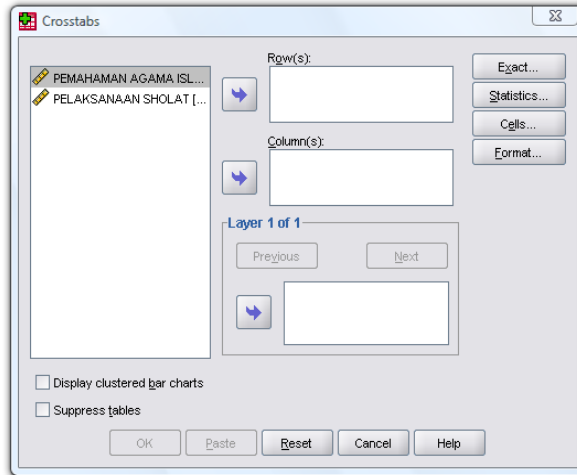 Crosstabs
PEMAHAMAN AGAMA ISL...
PELAKSANAAN SHOLAT [...
Row(s):
Column(s):
Layer 1 of 1
Previous
Next
Exact...
Statistics...
Cells...
Format...
Display clustered bar charts
Suppress tables
OK
Paste
Reset
Cancel
Help